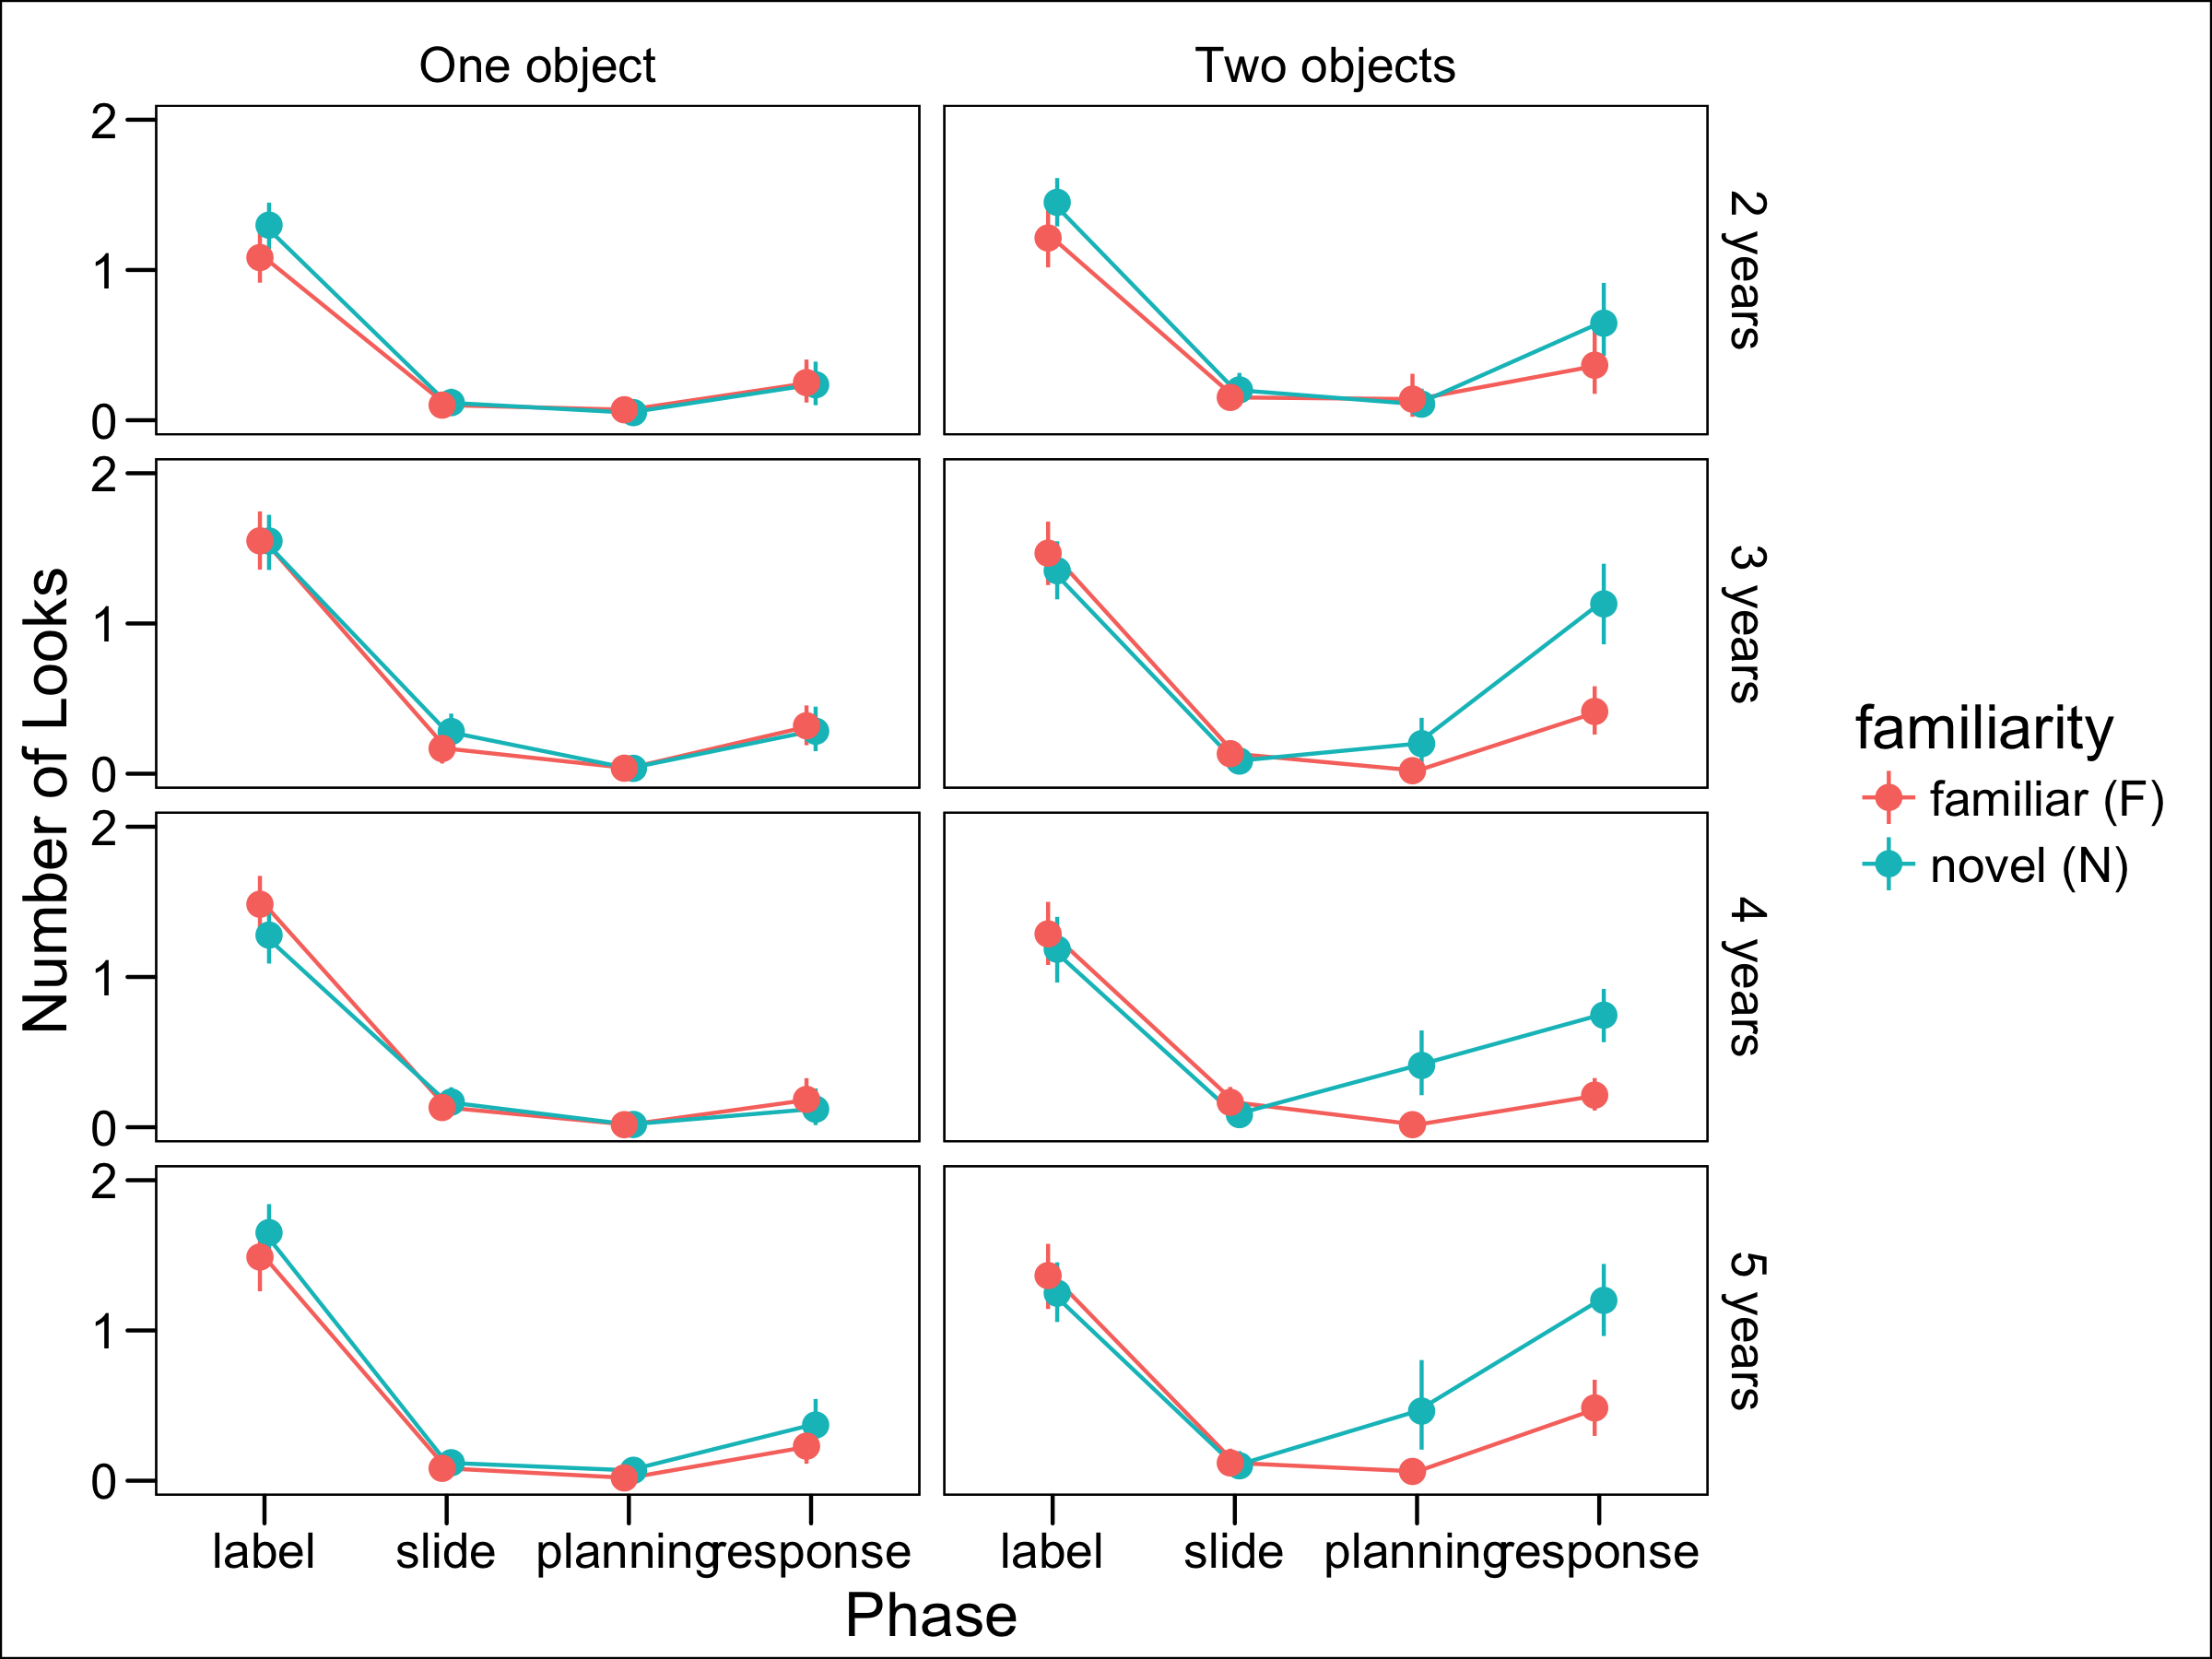 One object
Two objects
2
1
0
2 years
2
1
0
3 years
2
1
0
4 years
2
1
0
5 years
Number of Looks
label slide planning response
label slide planning response
Phase
familiarity
familiar (F)
novel (N)